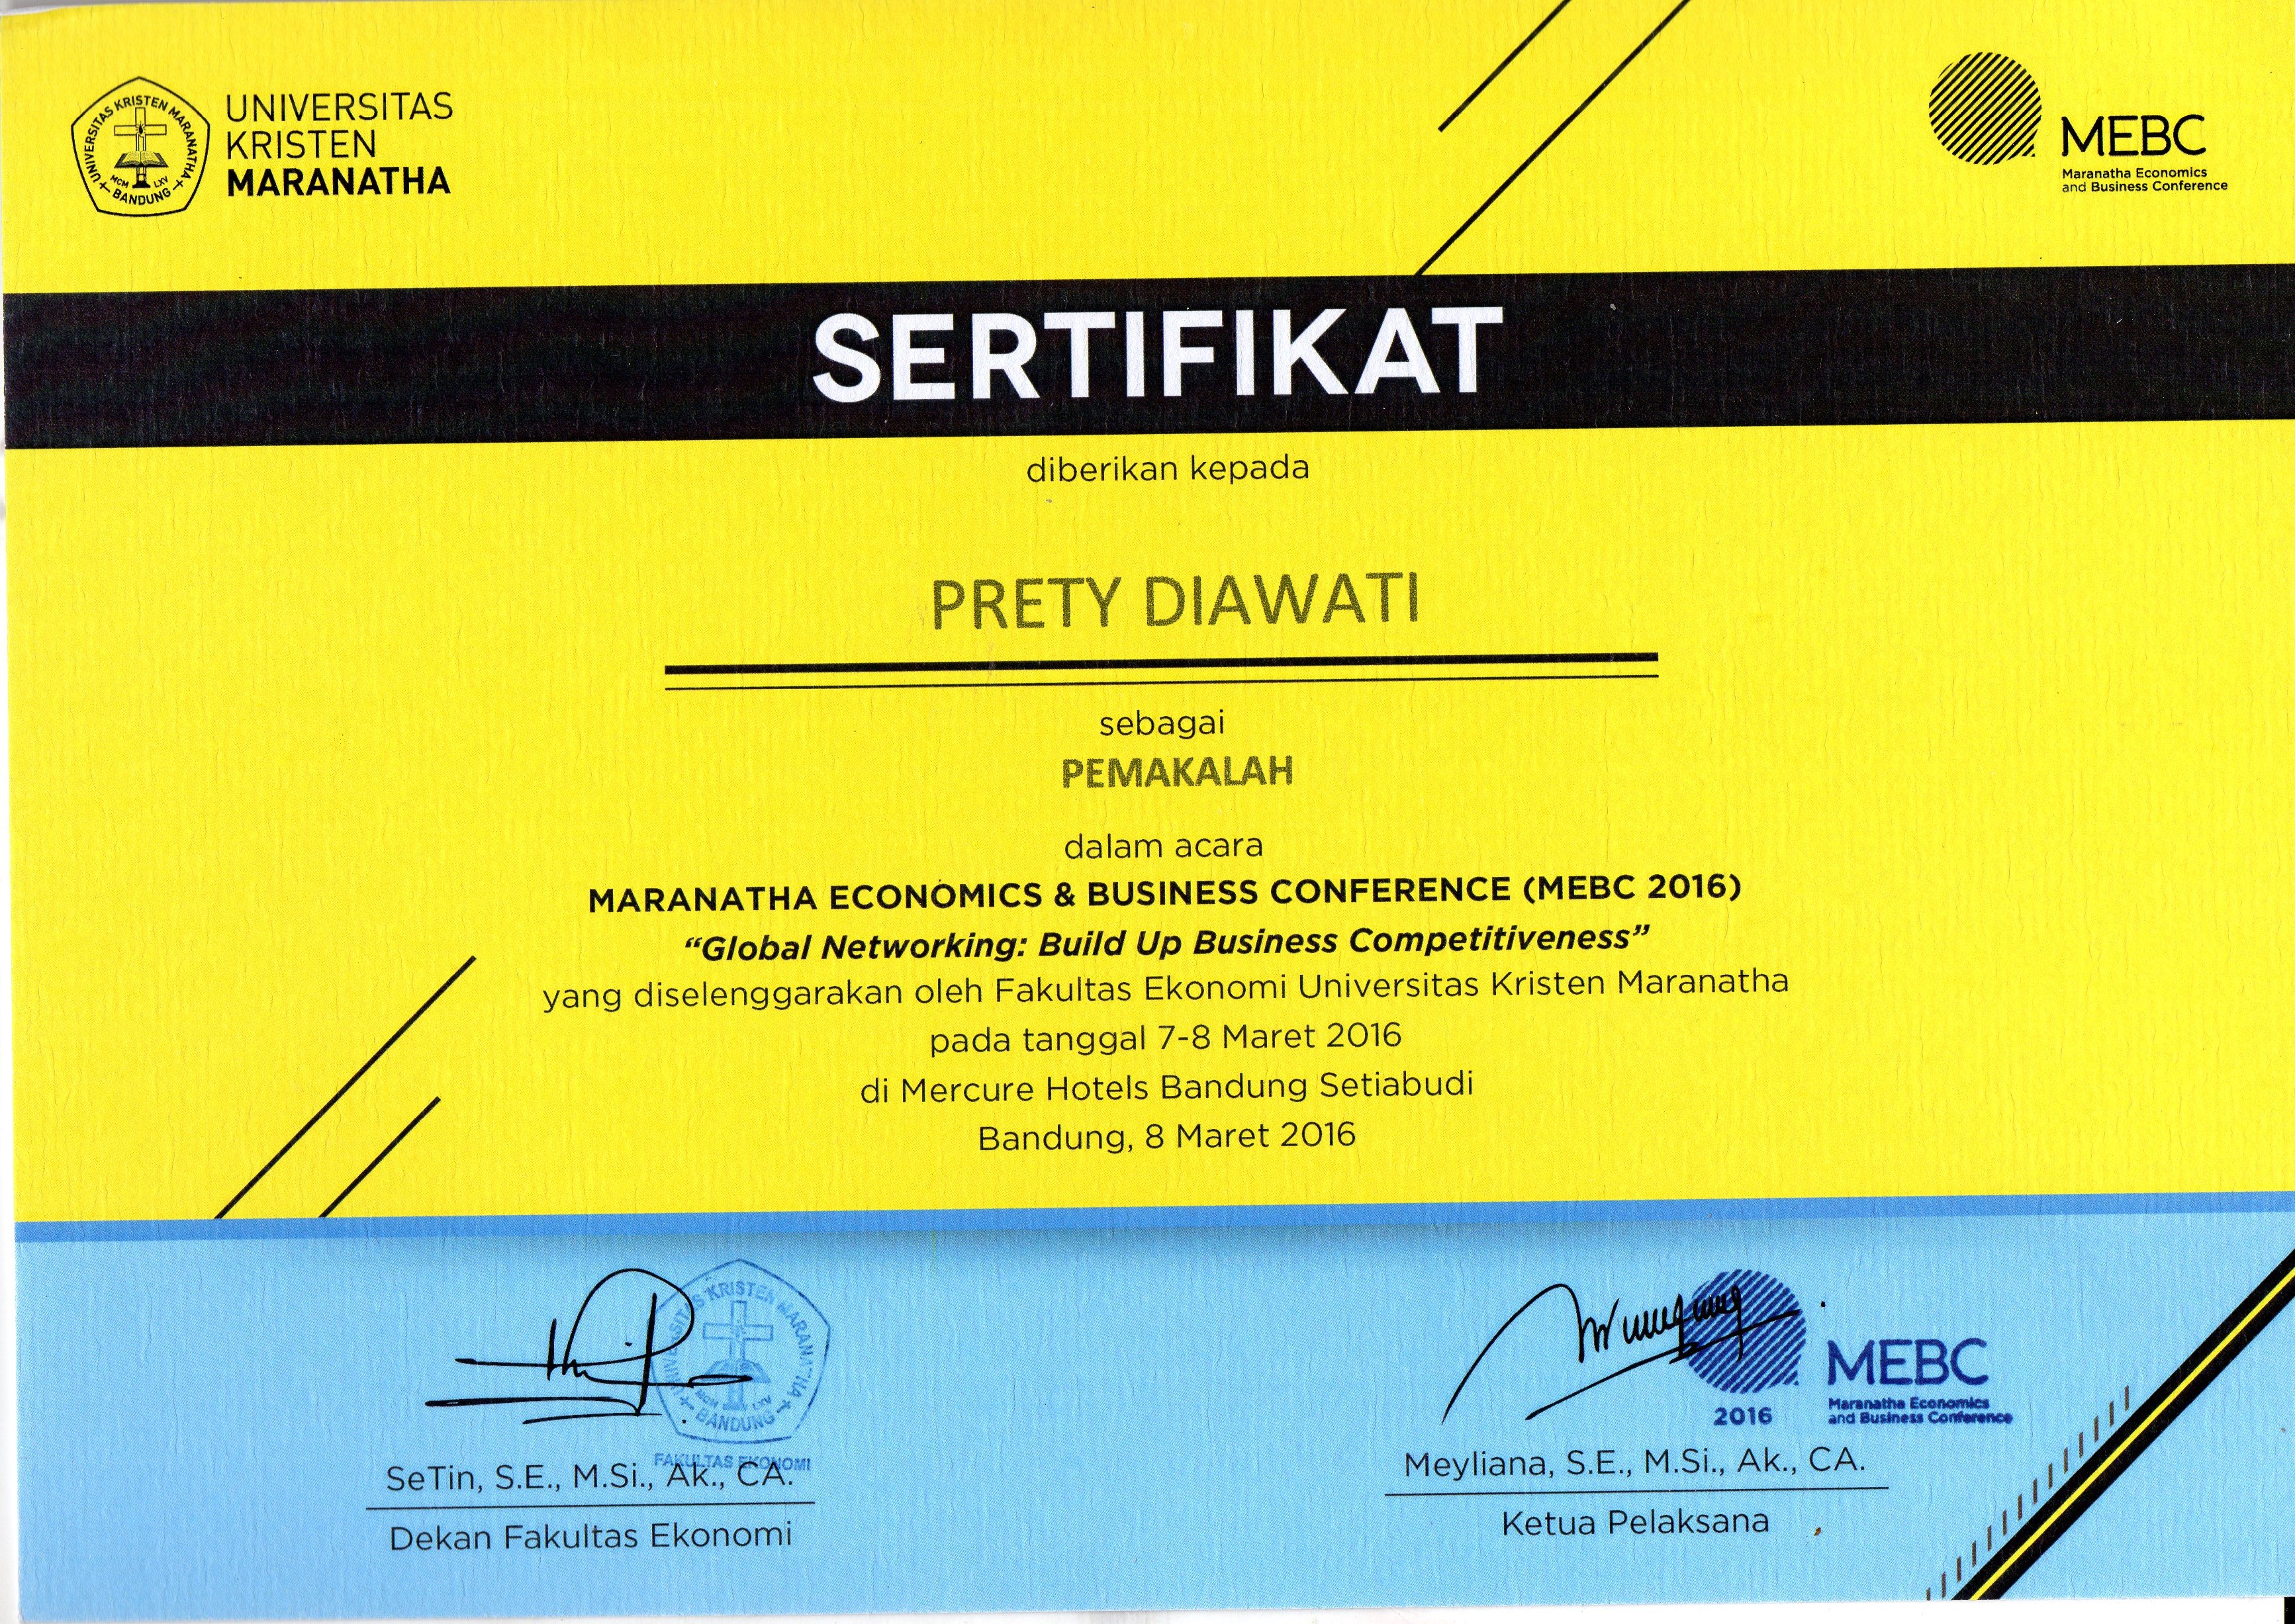 UNIVERSITAS KRISTEN MARANATHA
MCM LXV
BANDUNG
UNIVERSITAS
KRISTEN
MARANATHA
MEBC
Maranatha Economics
and Business Conference
SERTIFIKAT
diberikan kepada
PRETY DIAWATI
sebagai
PEMAKALAH
dalam acara
MARANATHA ECONOMICS & BUSINESS CONFERENCE (MEBC 2016)
“Global Networking: Build Up Business Competitiveness”
yang diselenggarakan oleh Fakultas Ekonomi Universitas Kristen Maranatha
pada tanggal 7-8 Maret 2016
di Mercure Hotels Bandung Setiabudi
Bandung, 8 Maret 2016
UNIVERSITAS KRISTEN MARANATHA
MCM LXV
BANDUNG
FAKULTAS EKONOMI
SeTin, S.E., M.Si., Ak., CA.
Dekan Fakultas Ekonomi
MEBC
2016
Maranatha Economics
and Business Conference
Meyliana, S.E., M.Si., Ak., CA.
Ketua Pelaksana